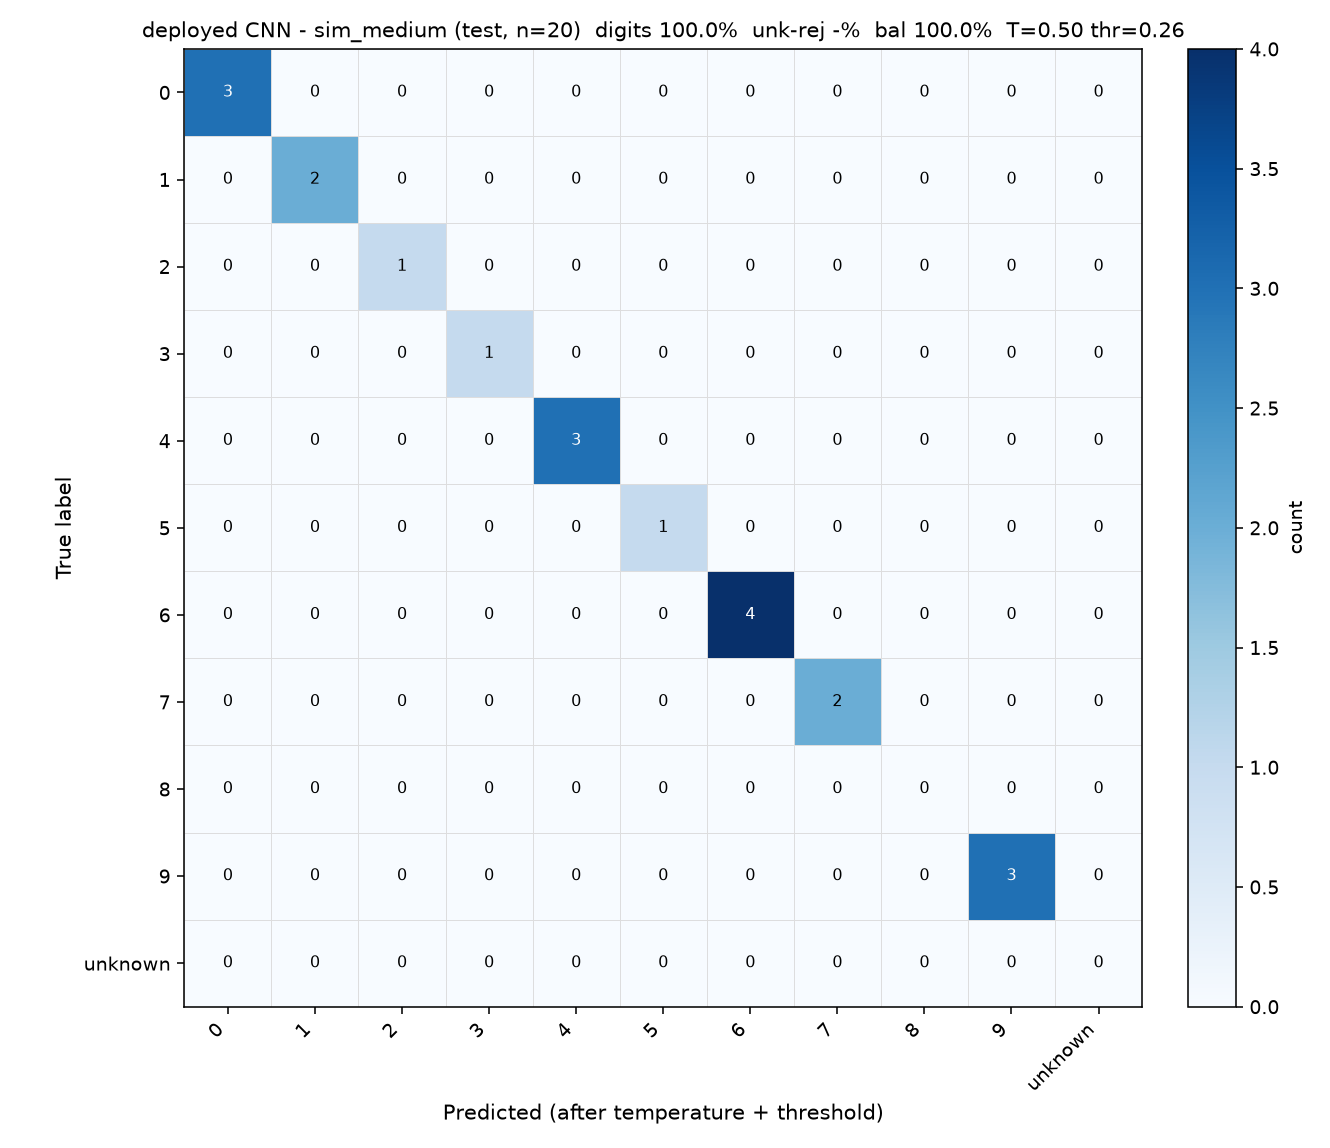 deployed CNN - sim_medium (test, n=20)  digits 100.0%  unk-rej -%  bal 100.0%  T=0.50 thr=0.26
0 3 0 0 0 0 0 0 0 0 0 0
1 0 2 0 0 0 0 0 0 0 0 0
2 0 0 1 0 0 0 0 0 0 0 0
3 0 0 0 1 0 0 0 0 0 0 0
4 0 0 0 0 3 0 0 0 0 0 0
5 0 0 0 0 0 1 0 0 0 0 0
6 0 0 0 0 0 0 4 0 0 0 0
7 0 0 0 0 0 0 0 2 0 0 0
8 0 0 0 0 0 0 0 0 0 0 0
9 0 0 0 0 0 0 0 0 0 3 0
unknown 0 0 0 0 0 0 0 0 0 0 0
0 1 2 3 4 5 6 7 8 9 unknown
Predicted (after temperature + threshold)
True label
4.0
3.5
3.0
2.5
2.0
1.5
1.0
0.5
0.0
count